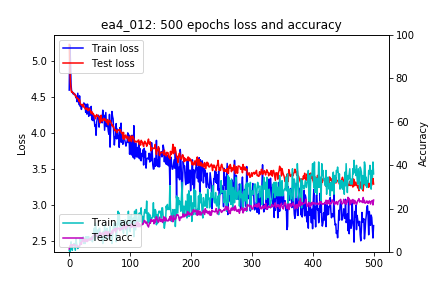 ea4_012: 500 epochs loss and accuracy
Train loss
Test loss
Train acc
Test acc
Loss
5.0
4.5
4.0
3.5
3.0
2.5
Accuracy
100
80
60
40
20
0
0
100
200
300
400
500